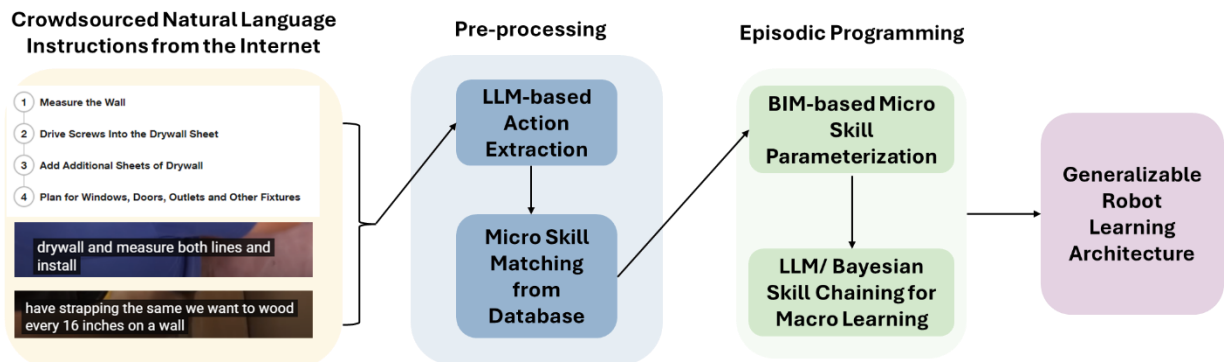 Crowdsourced Natural Language
Instructions from the Internet
1 Measure the Wall
2 Drive Screws Into the Drywall Sheet
3 Add Additional Sheets of Drywall
4 Plan for Windows, Doors, Outlets and Other Fixtures
drywall and measure both lines and
install
have strapping the same we want to wood
every 16 inches on a wall
Pre-processing
LLM-based
Action
Extraction
Micro Skill
Matching
from
Database
Episodic Programming
BIM-based Micro
Skill
Parameterization
LLM/ Bayesian
Skill Chaining for
Macro Learning
Generalizable
Robot
Learning
Architecture